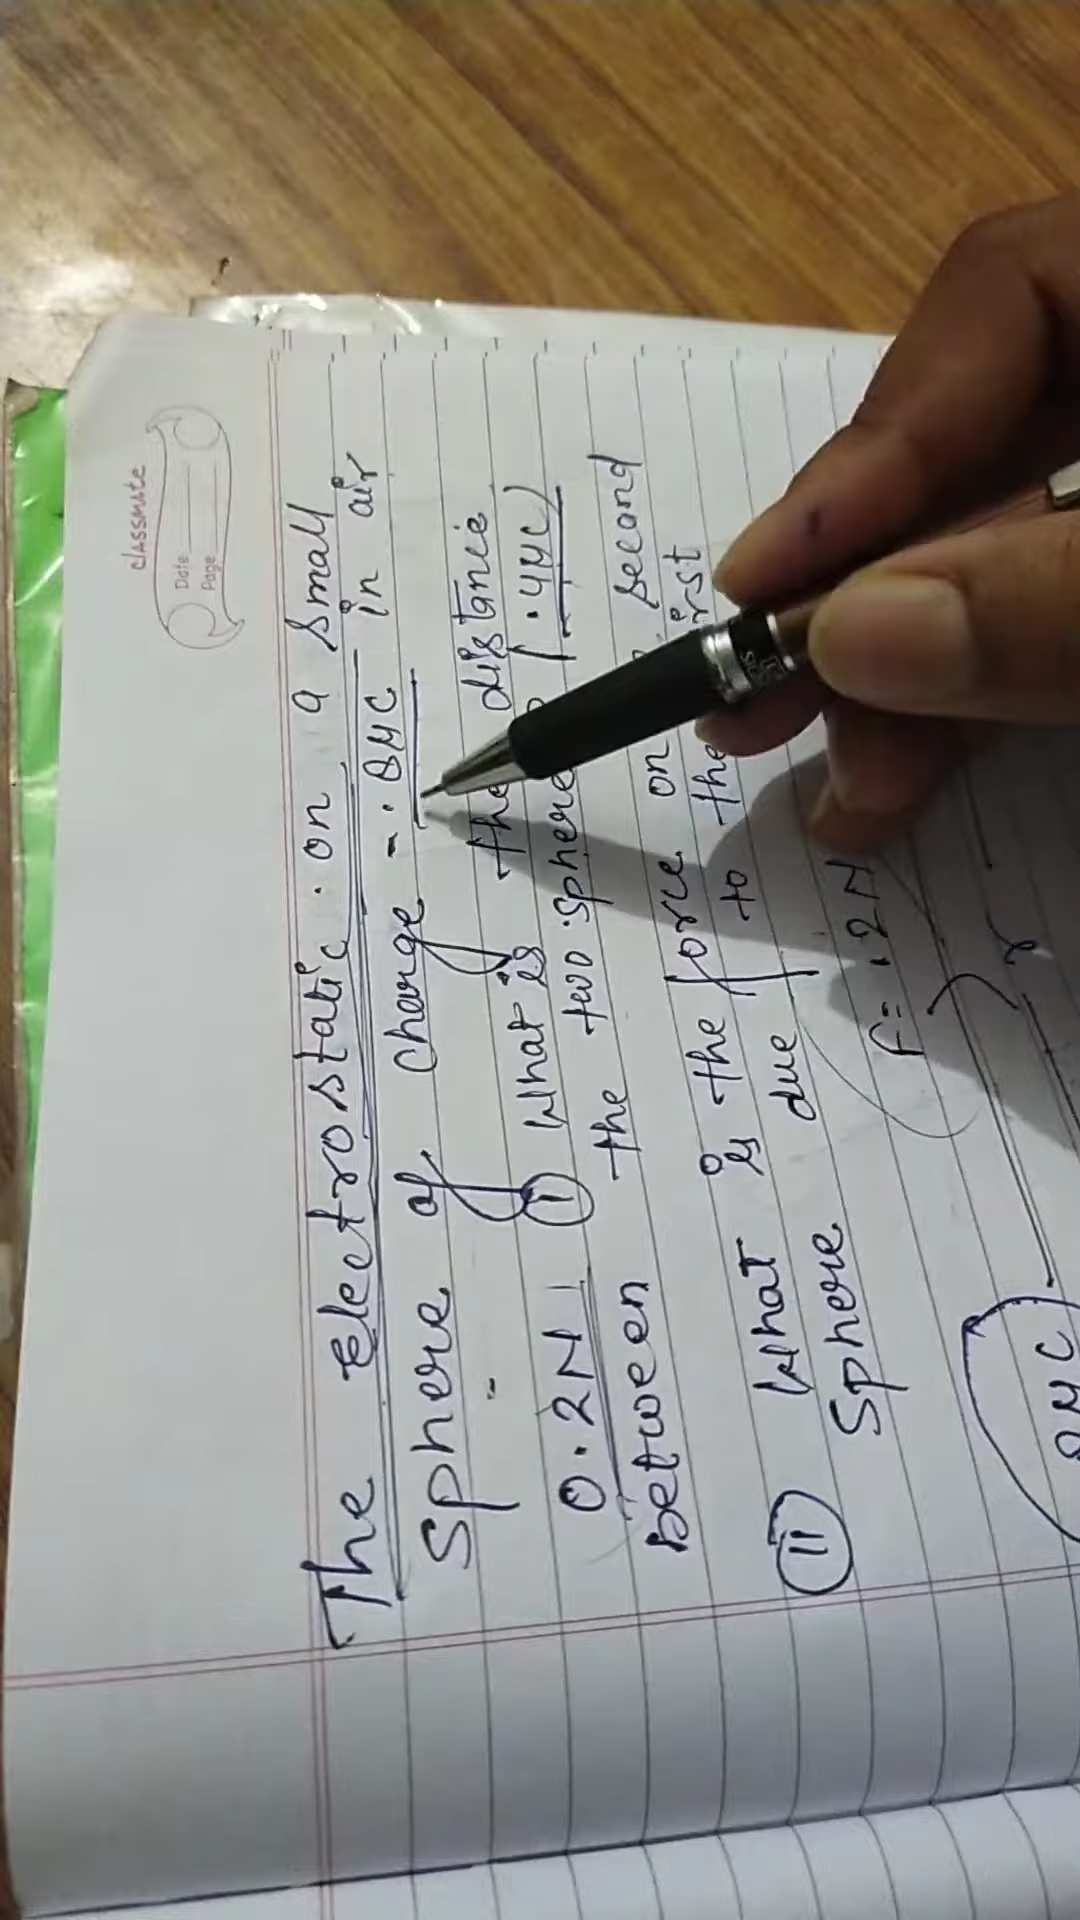 classmate
Date
Page
The Electrostatic on a small
Sphere of charge -.8μC in air
0.2N (I) What is the distance
between the two sphere (.4μC)
(II) What is the force on second
Sphere due to the
F = .2N
r
8μC